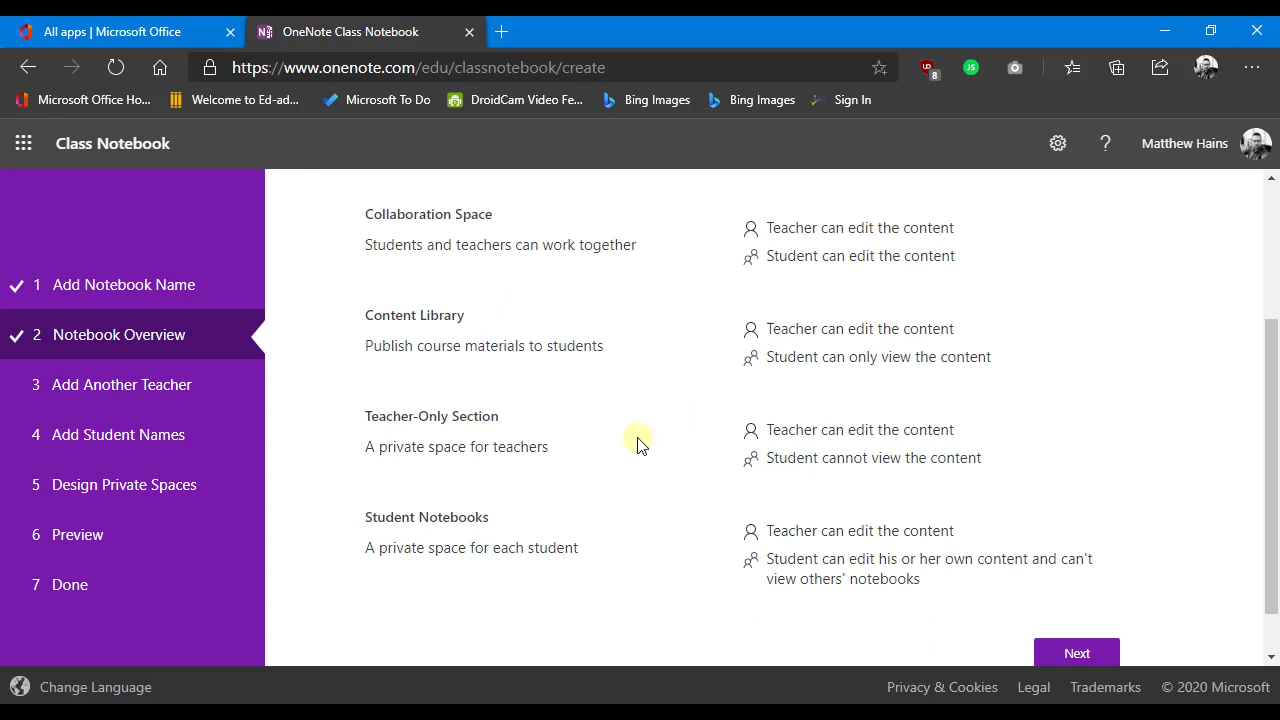 All apps | Microsoft Office
OneNote Class Notebook
https://www.onenote.com/edu/classnotebook/create
8
JS
Microsoft Office Ho...
Welcome to Ed-ad...
Microsoft To Do
DroidCam Video Fe...
Bing Images
Bing Images
Sign In
Class Notebook
?
Matthew Hains
1 Add Notebook Name
2 Notebook Overview
3 Add Another Teacher
4 Add Student Names
5 Design Private Spaces
6 Preview
7 Done
Collaboration Space
Students and teachers can work together
Teacher can edit the content
Student can edit the content
Content Library
Publish course materials to students
Teacher can edit the content
Student can only view the content
Teacher-Only Section
A private space for teachers
Teacher can edit the content
Student cannot view the content
Student Notebooks
A private space for each student
Teacher can edit the content
Student can edit his or her own content and can't
view others' notebooks
Next
Change Language
Privacy & Cookies
Legal
Trademarks
© 2020 Microsoft